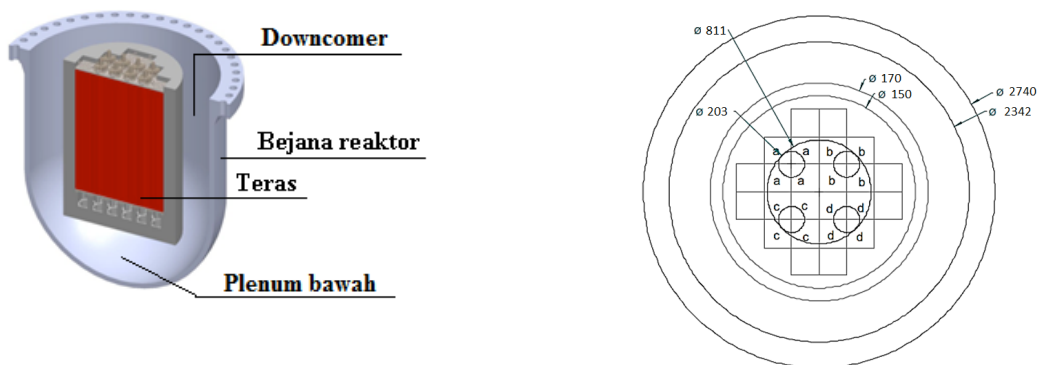 Downcomer
Bejana reaktor
Teras
Plenum bawah
ø 811
ø 170
ø 2740
ø 150
ø 2342
ø 203
a a b b
a a b b
c c d d
c c d d